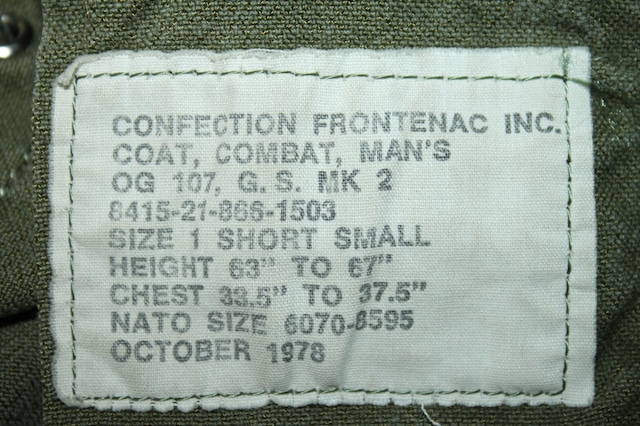 CONFECTION FRONTENAC INC.
COAT, COMBAT, MAN'S
OG 107, G.S. MK 2
8415-21-866-1503
SIZE 1 SHORT SMALL
HEIGHT 63" TO 67"
CHEST 33.5" TO 37.5"
NATO SIZE 6070-8595
OCTOBER 1978